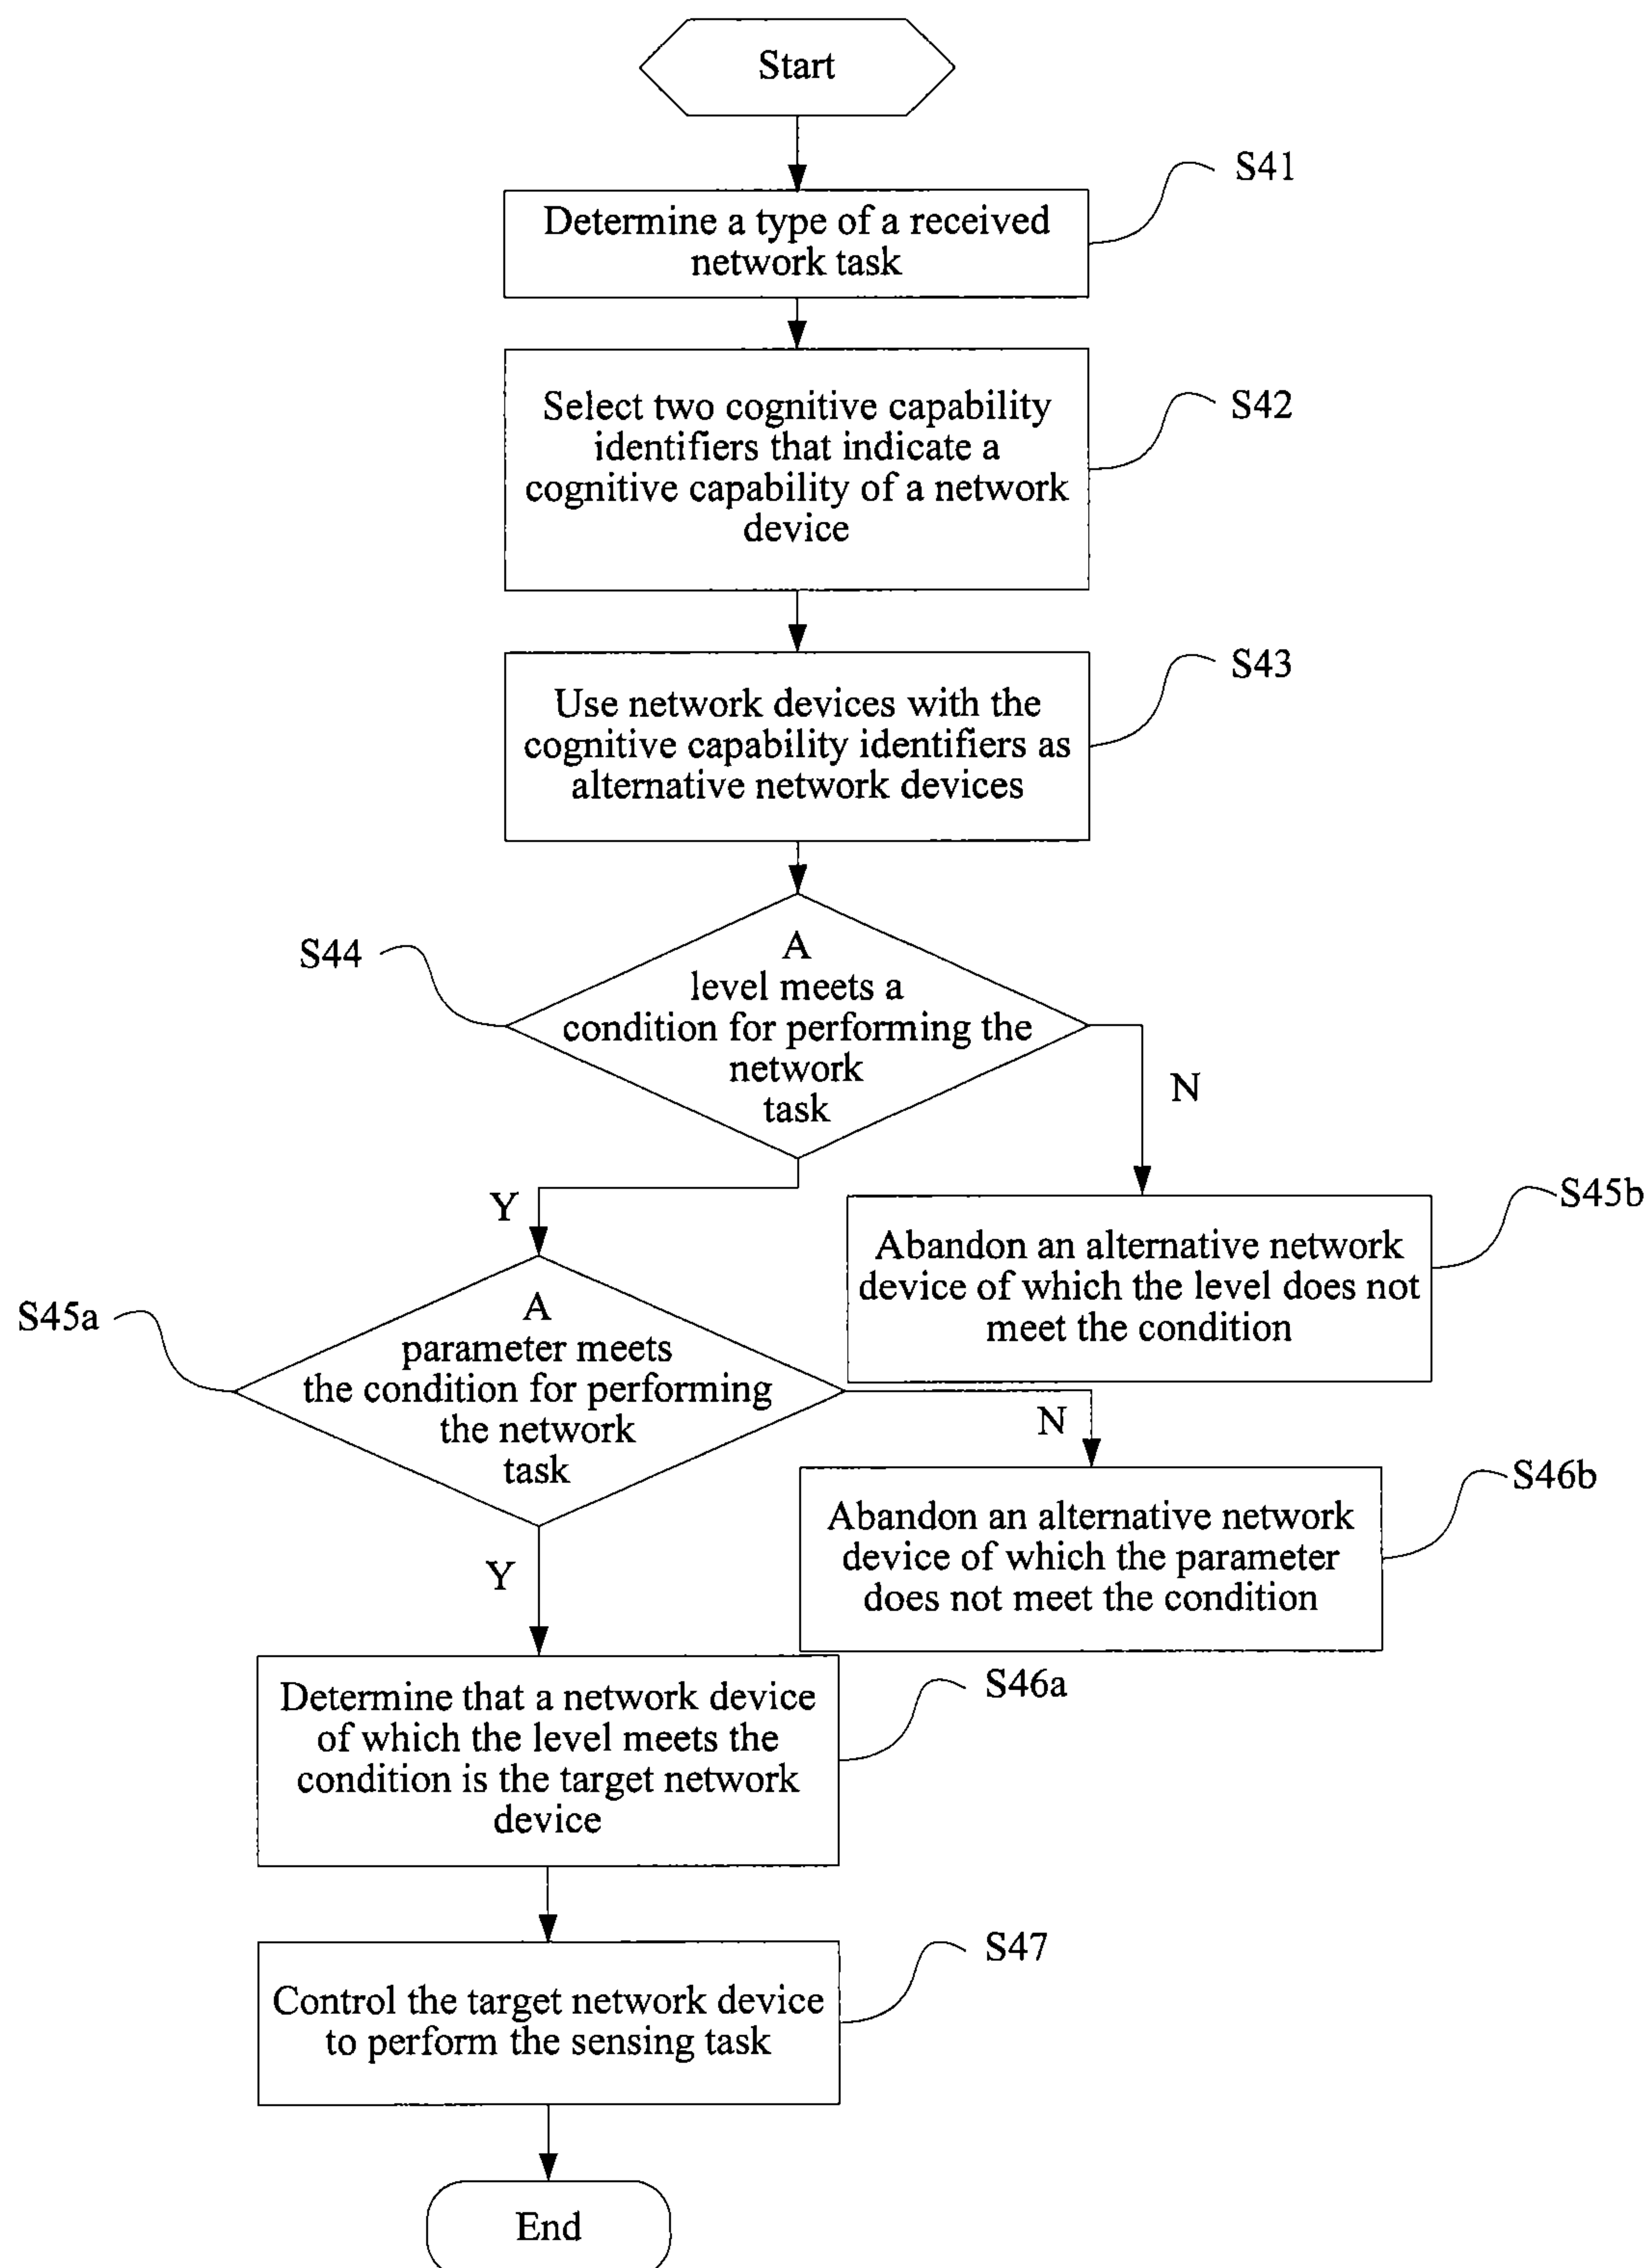 Start
S41
Determine a type of a received
network task
S42
Select two cognitive capability
identifiers that indicate a
cognitive capability of a network
device
S43
Use network devices with the
cognitive capability identifiers as
alternative network devices
S44
A
level meets a
condition for performing the
network
task
N
Y
S45b
Abandon an alternative network
device of which the level does not
meet the condition
S45a
A
parameter meets
the condition for performing
the network
task
N
Y
S46b
Abandon an alternative network
device of which the parameter
does not meet the condition
S46a
Determine that a network device
of which the level meets the
condition is the target network
device
S47
Control the target network device
to perform the sensing task
End